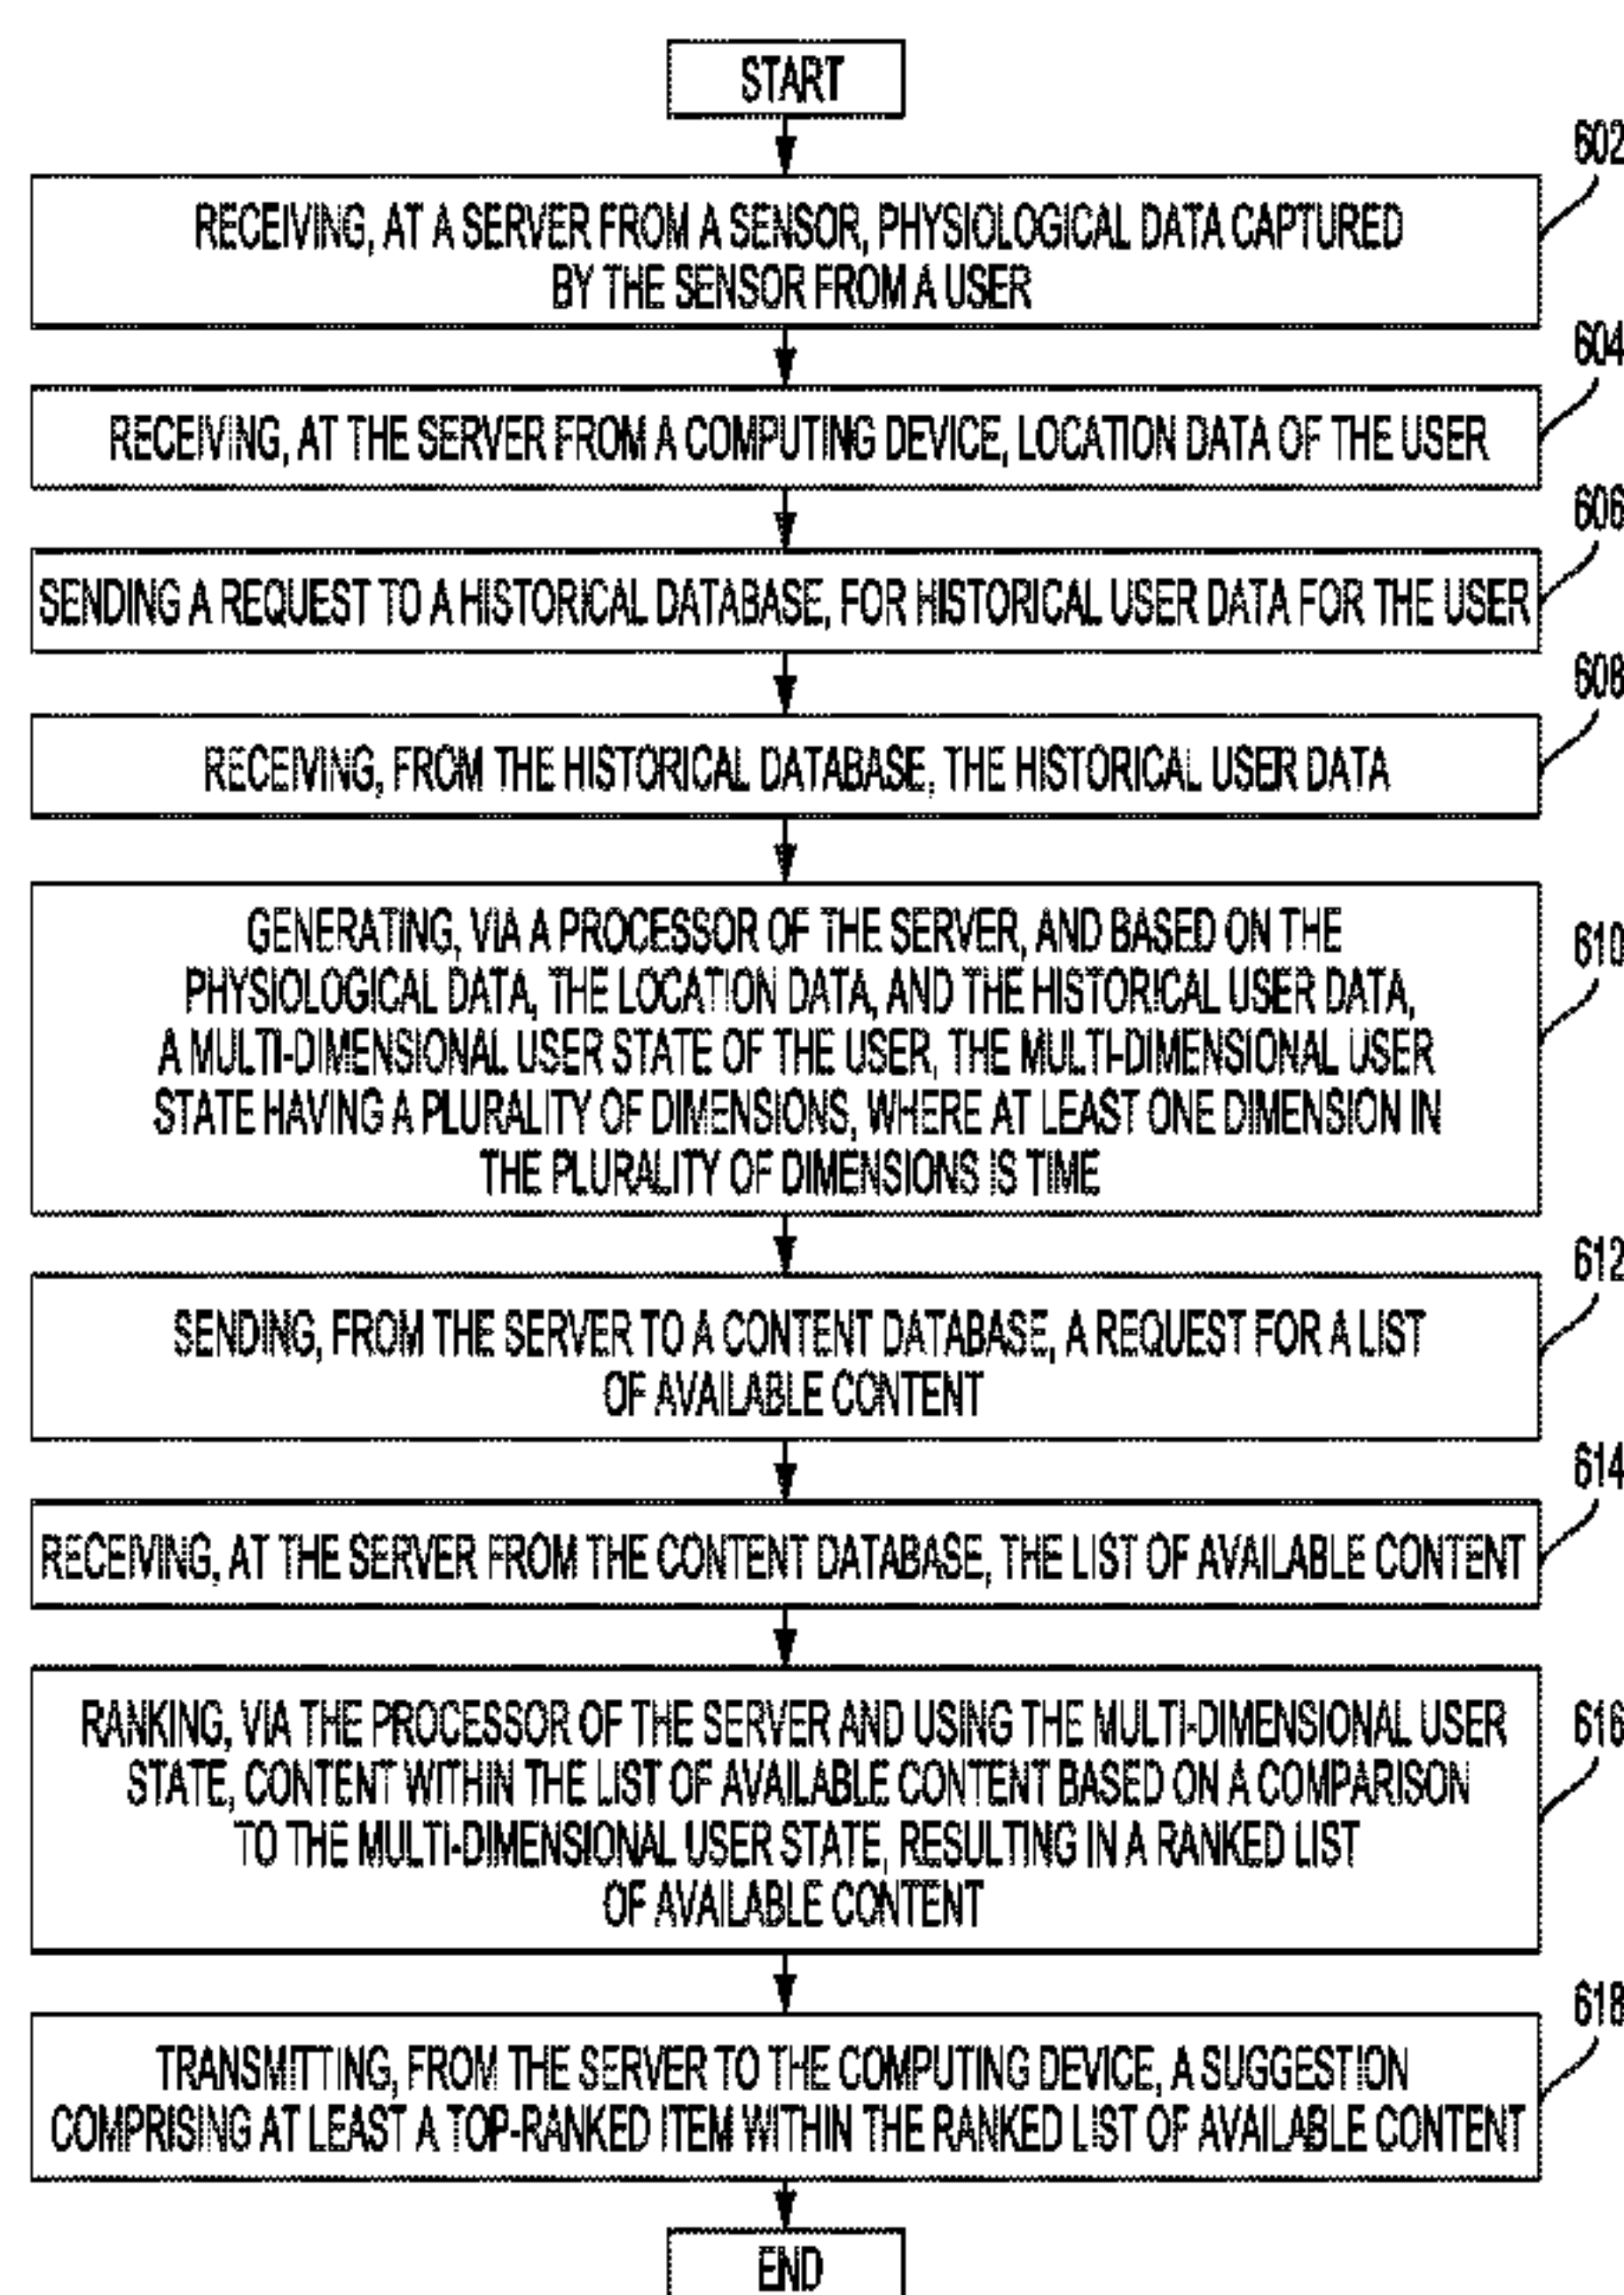 START
602
RECEIVING, AT A SERVER FROM A SENSOR, PHYSIOLOGICAL DATA CAPTURED
BY THE SENSOR FROM A USER
604
RECEIVING, AT THE SERVER FROM A COMPUTING DEVICE, LOCATION DATA OF THE USER
606
SENDING A REQUEST TO A HISTORICAL DATABASE, FOR HISTORICAL USER DATA FOR THE USER
608
RECEIVING, FROM THE HISTORICAL DATABASE, THE HISTORICAL USER DATA
610
GENERATING, VIA A PROCESSOR OF THE SERVER, AND BASED ON THE
PHYSIOLOGICAL DATA, THE LOCATION DATA, AND THE HISTORICAL USER DATA,
A MULTI-DIMENSIONAL USER STATE OF THE USER, THE MULTI-DIMENSIONAL USER
STATE HAVING A PLURALITY OF DIMENSIONS, WHERE AT LEAST ONE DIMENSION IN
THE PLURALITY OF DIMENSIONS IS TIME
612
SENDING, FROM THE SERVER TO A CONTENT DATABASE, A REQUEST FOR A LIST
OF AVAILABLE CONTENT
614
RECEIVING, AT THE SERVER FROM THE CONTENT DATABASE, THE LIST OF AVAILABLE CONTENT
616
RANKING, VIA THE PROCESSOR OF THE SERVER AND USING THE MULTI-DIMENSIONAL USER
STATE, CONTENT WITHIN THE LIST OF AVAILABLE CONTENT BASED ON A COMPARISON
TO THE MULTI-DIMENSIONAL USER STATE, RESULTING IN A RANKED LIST
OF AVAILABLE CONTENT
618
TRANSMITTING, FROM THE SERVER TO THE COMPUTING DEVICE, A SUGGESTION
COMPRISING AT LEAST A TOP-RANKED ITEM WITHIN THE RANKED LIST OF AVAILABLE CONTENT
END